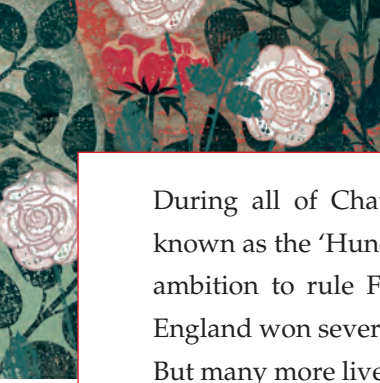 During all of Cha
known as the ‘Hun
ambition to rule F
England won sever
But many more live